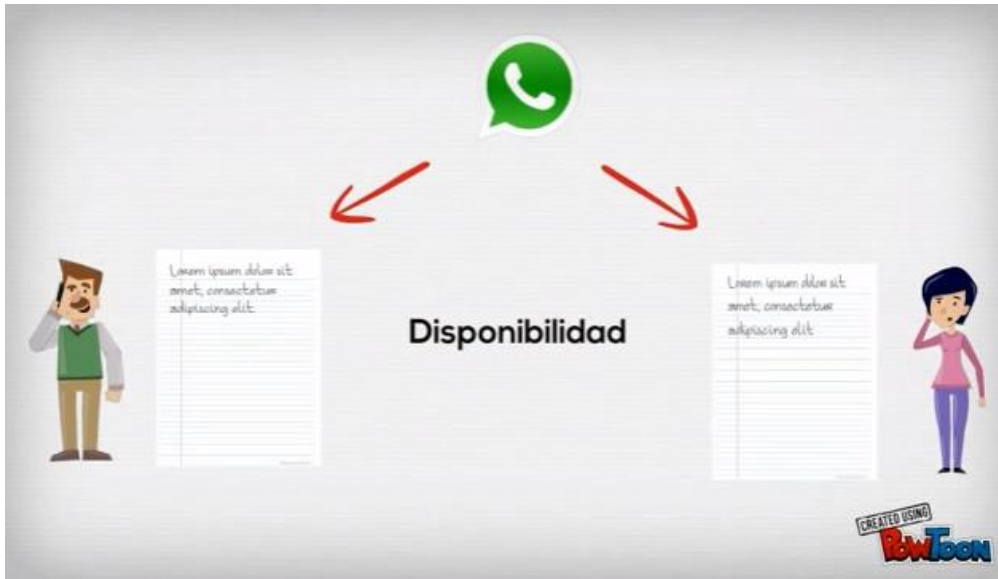 Lorem ipsum dolor sit
amet, consectetur
adipiscing elit
Disponibilidad
Lorem ipsum dolor sit
amet, consectetur
adipiscing elit
CREATED USING
POWTOON